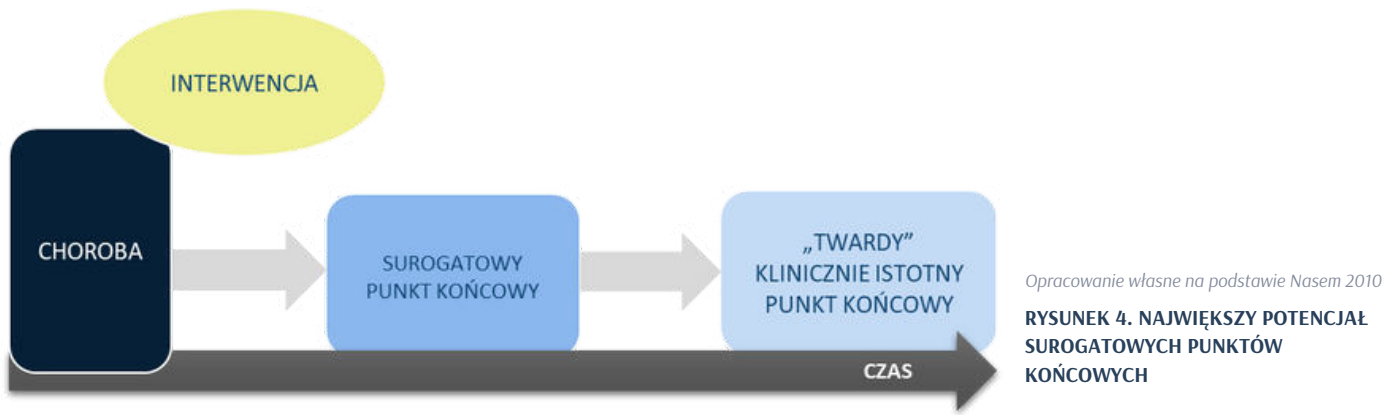 INTERWENCJA
CHOROBA
SUROGATOWY
PUNKT KOŃCOWY
„TWARDY”
KLINICZNIE ISTOTNY
PUNKT KOŃCOWY
CZAS
Opracowanie własne na podstawie Nasem 2010
RYSUNEK 4. NAJWIĘKSZY POTENCJAŁ
SUROGATOWYCH PUNKTÓW
KOŃCOWYCH